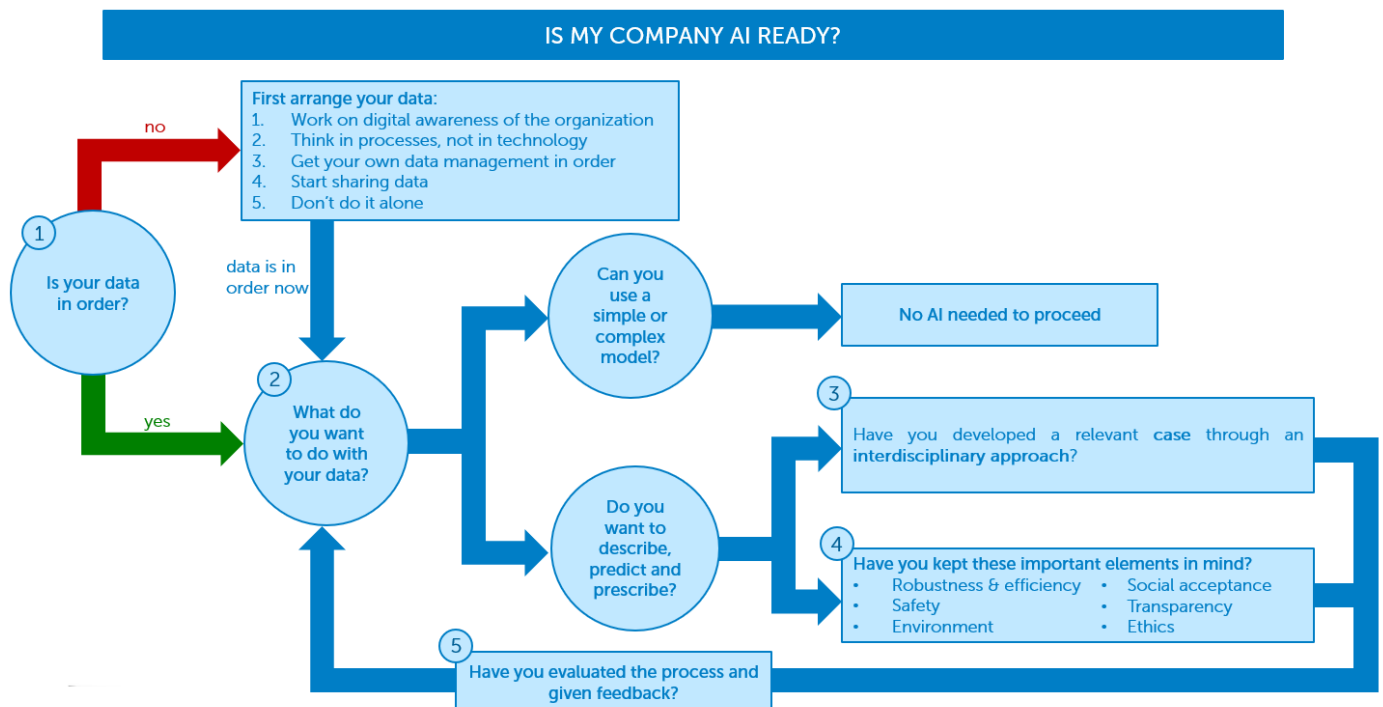 IS MY COMPANY AI READY?
no
First arrange your data:
1. Work on digital awareness of the organization
2. Think in processes, not in technology
3. Get your own data management in order
4. Start sharing data
5. Don't do it alone
1
Is your data
in order?
data is in
order now
yes
2
What do
you want
to do with
your data?
Can you
use a
simple or
complex
model?
No AI needed to proceed
Do you
want to
describe,
predict and
prescribe?
3
Have you developed a relevant case through an
interdisciplinary approach?
4
Have you kept these important elements in mind?
• Robustness & efficiency • Social acceptance
• Safety • Transparency
• Environment • Ethics
5
Have you evaluated the process and
given feedback?